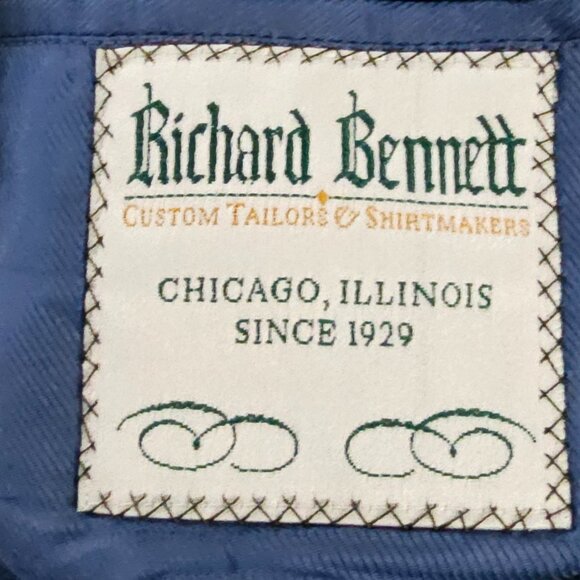 Richard Bennett
CUSTOM TAILORS & SHIRTMAKERS
CHICAGO, ILLINOIS
SINCE 1929